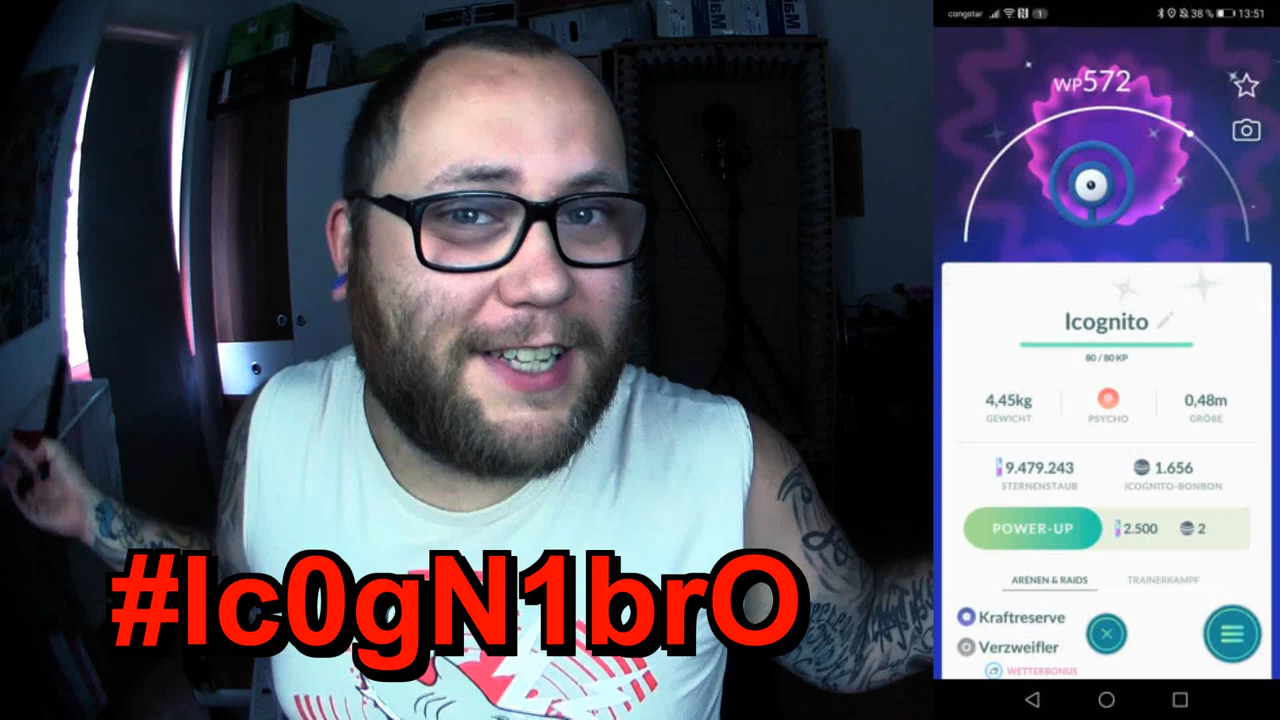 #Ic0gN1brO
congstar 1 38 % 13:51
WP572
Icognito
80 / 80 KP
4,45kg PSYCHO 0,48m
GEWICHT GRÖßE
9.479.243 1.656
STERNENSTAUB ICOGNITO-BONBON
POWER-UP 2.500 2
ARENEN & RAIDS TRAINERKAMPF
Kraftreserve
Verzweifler
WETTERBONUS